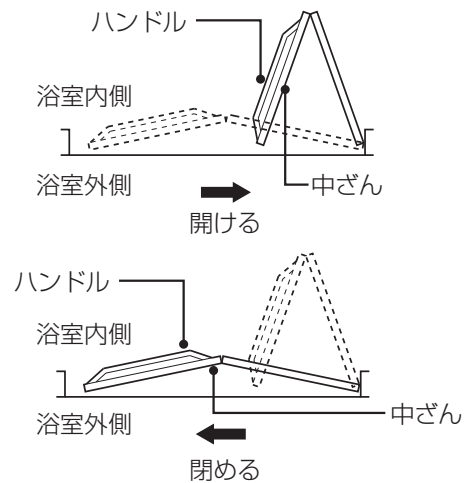 ハンドル
浴室内側
浴室外側
中ざん
開ける
ハンドル
浴室内側
中ざん
浴室外側
閉める